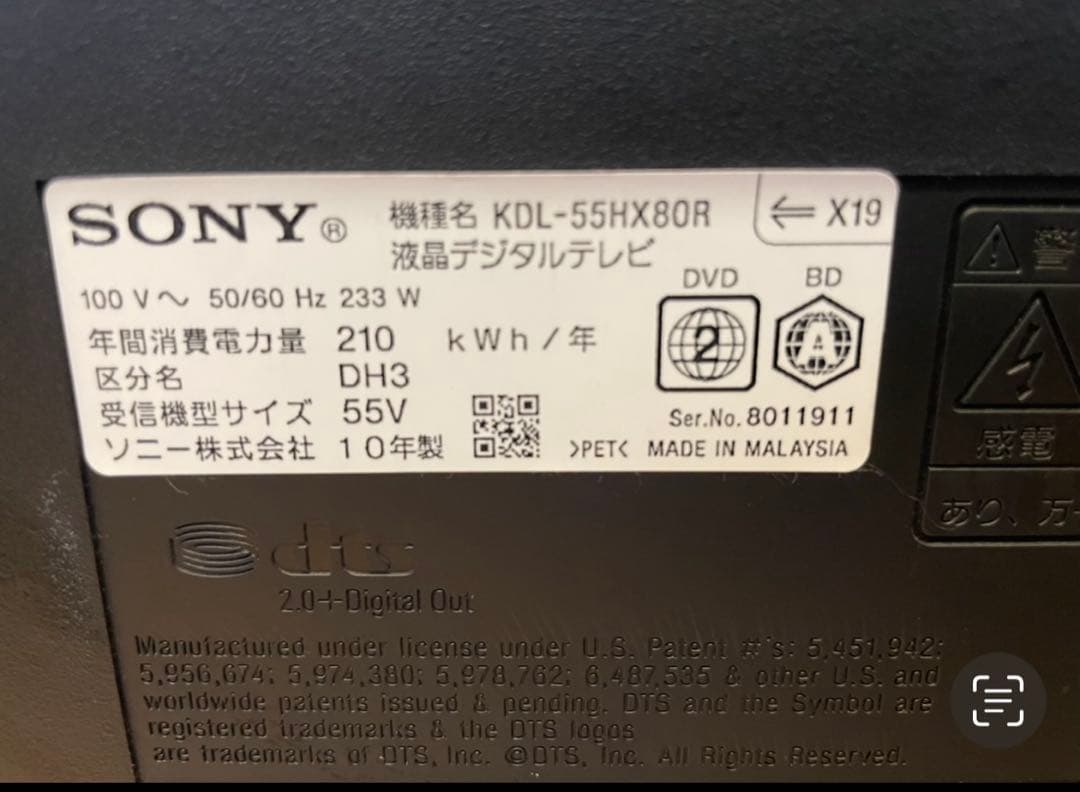 SONY®
機種名 KDL-55HX80R
⇐ X19
液晶デジタルテレビ
DVD
BD
100 V～ 50/60 Hz 233 W
2
A
年間消費電力量 210 kWh/年
区分名 DH3
受信機型サイズ 55V
Ser.No. 8011911
ソニー株式会社 10年製
>PET< MADE IN MALAYSIA
警
感電
あり、万一
dts
2.0+Digital Out
Manufactured under license under U.S. Patent #'s: 5,451,942;
5,956,674; 5,974,380; 5,978,762; 6,487,535 & other U.S. and
worldwide patents issued & pending. DTS and the Symbol are
registered trademarks & the DTS logos
are trademarks of DTS, Inc. ©DTS, Inc. All Rights Reserved.